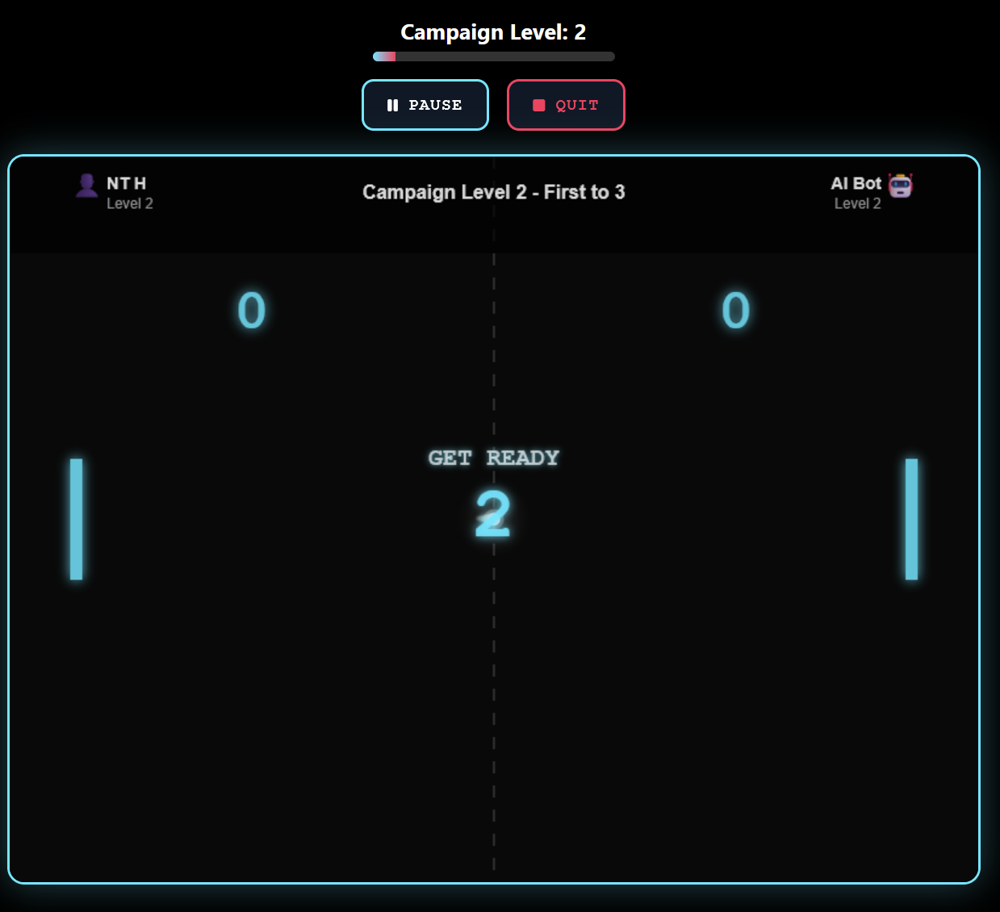 Campaign Level: 2
PAUSE
QUIT
NT H
Level 2
Campaign Level 2 - First to 3
AI Bot
Level 2
0
0
GET READY
2